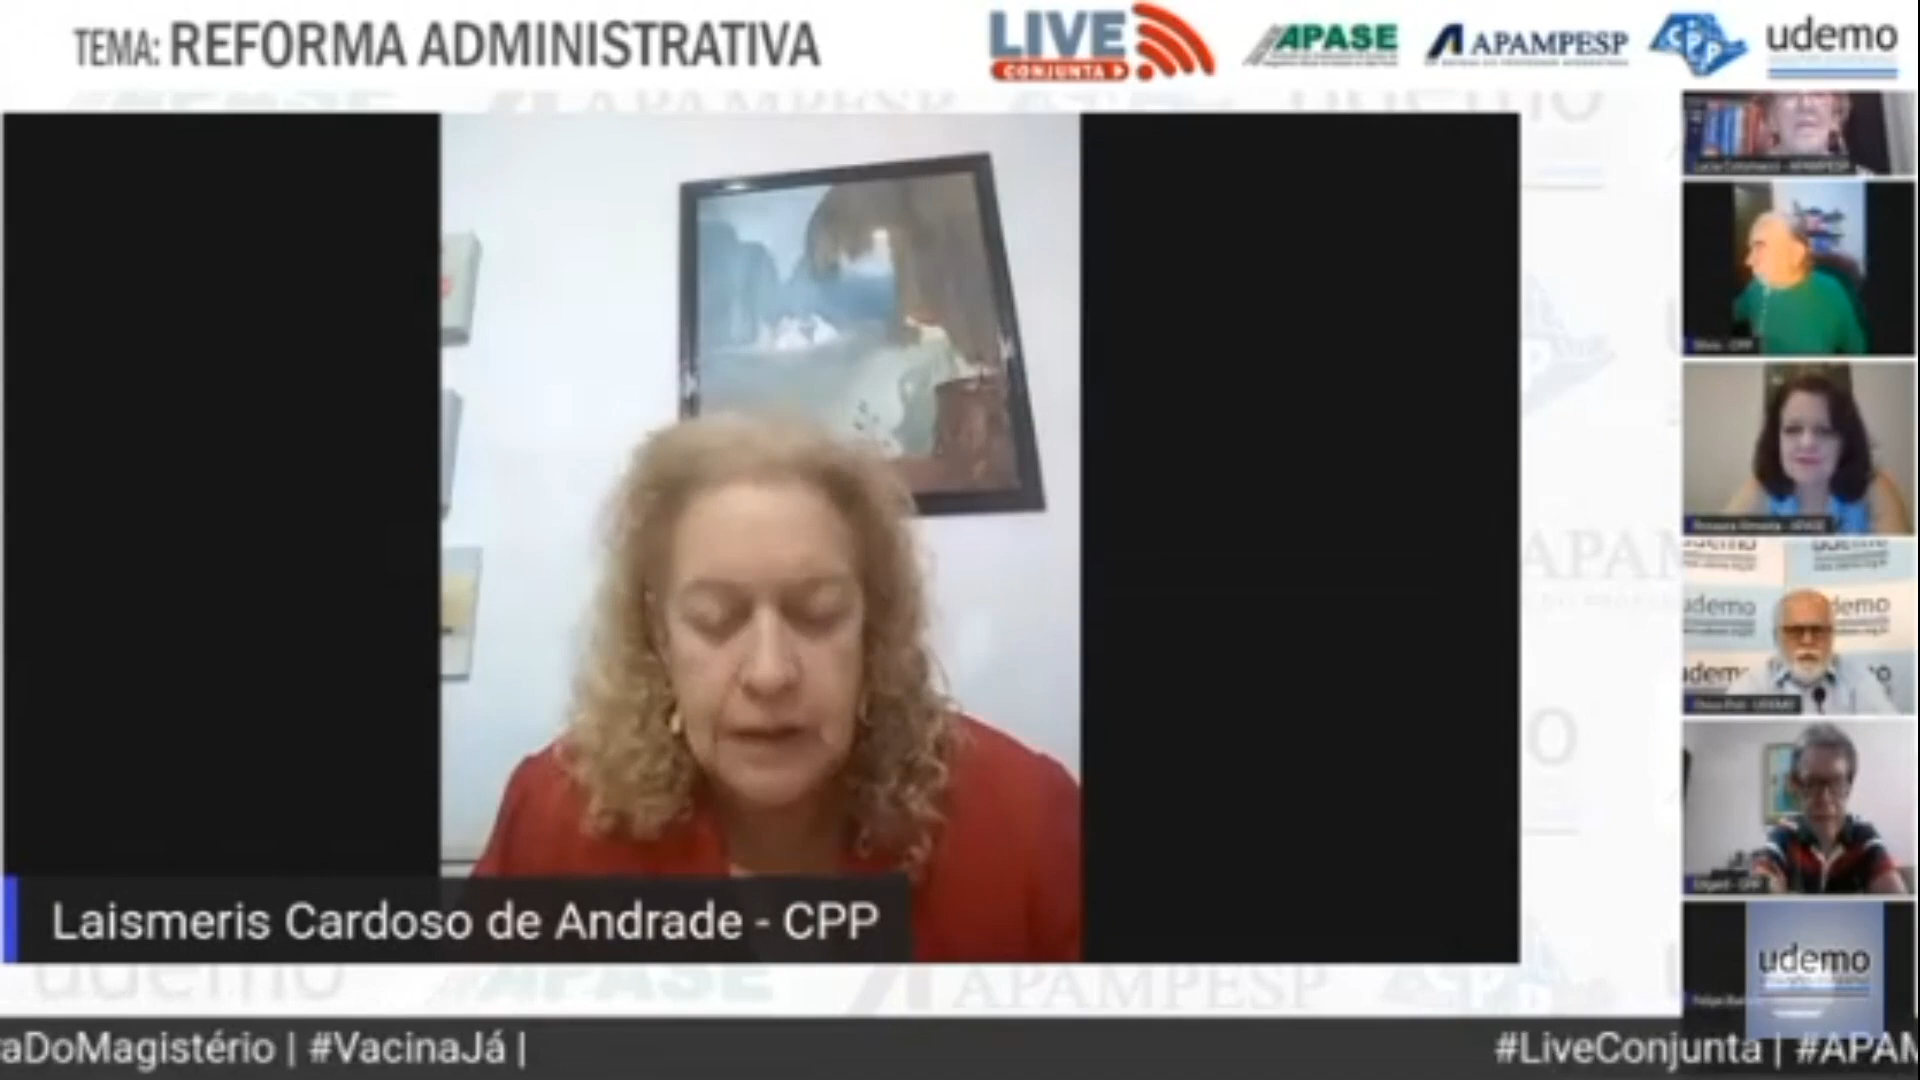 TEMA: REFORMA ADMINISTRATIVA
LIVE
CONJUNTA
APASE
APAMPESP
CPP
udemo
Laismeris Cardoso de Andrade - CPP
udemo
aDoMagistério | #VacinaJá |
#LiveConjunta | #APAM